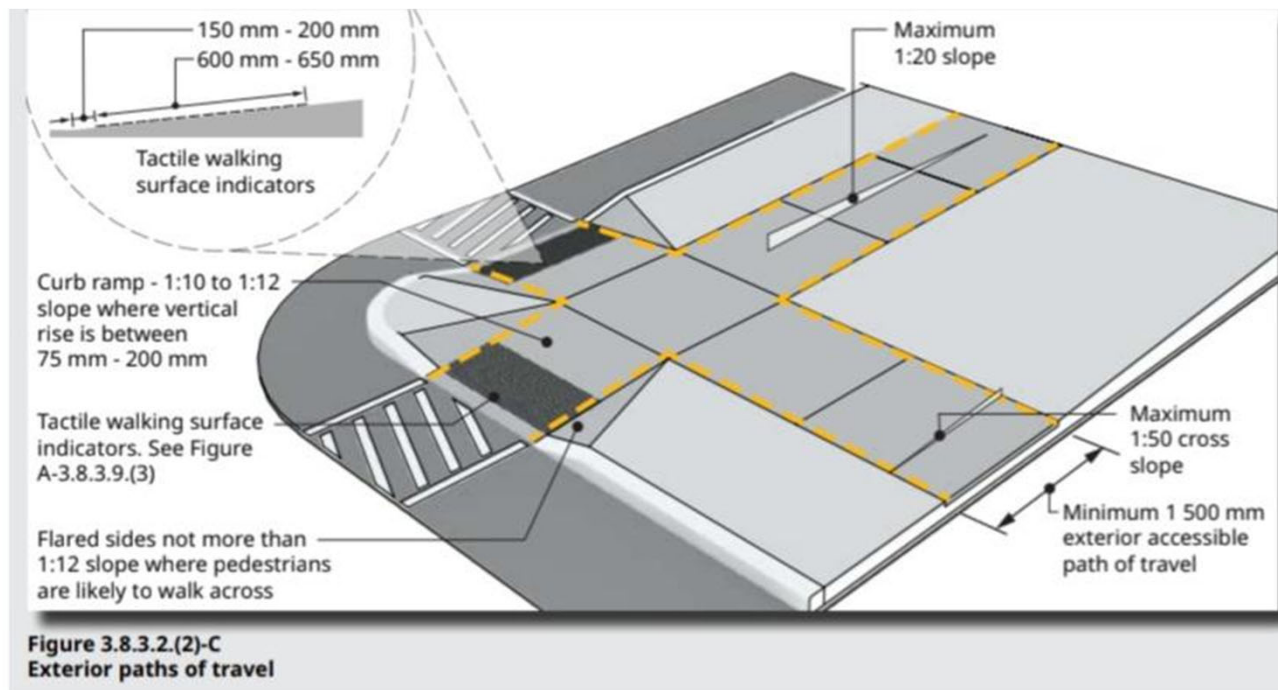 150 mm - 200 mm
600 mm - 650 mm
Tactile walking
surface indicators
Maximum
1:20 slope
Curb ramp - 1:10 to 1:12
slope where vertical
rise is between
75 mm - 200 mm
Tactile walking surface
indicators. See Figure
A-3.8.3.9.(3)
Flared sides not more than
1:12 slope where pedestrians
are likely to walk across
Maximum
1:50 cross
slope
Minimum 1 500 mm
exterior accessible
path of travel
Figure 3.8.3.2.(2)-C
Exterior paths of travel